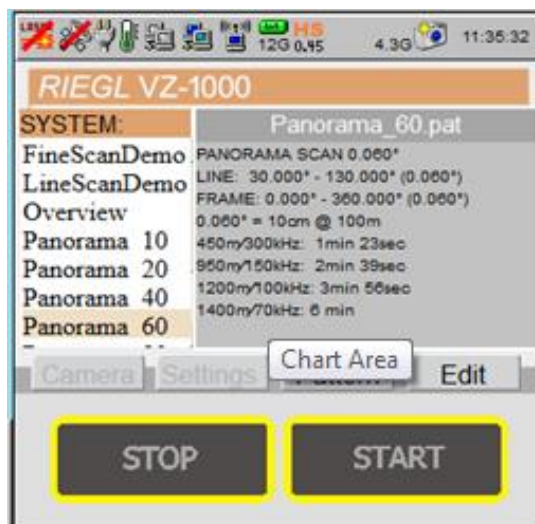 12G HS 0.45 4.3G 11:35:32
RIEGL VZ-1000
SYSTEM:
FineScanDemo
LineScanDemo
Overview
Panorama 10
Panorama 20
Panorama 40
Panorama 60
Panorama_60.pat
PANORAMA SCAN 0.060°
LINE: 30.000° - 130.000° (0.060°)
FRAME: 0.000° - 360.000° (0.060°)
0.060° = 10cm @ 100m
450m/300kHz: 1min 23sec
950m/150kHz: 2min 39sec
1200m/100kHz: 3min 56sec
1400m/70kHz: 6 min
Camera Settings Pattern Edit
Chart Area
STOP START